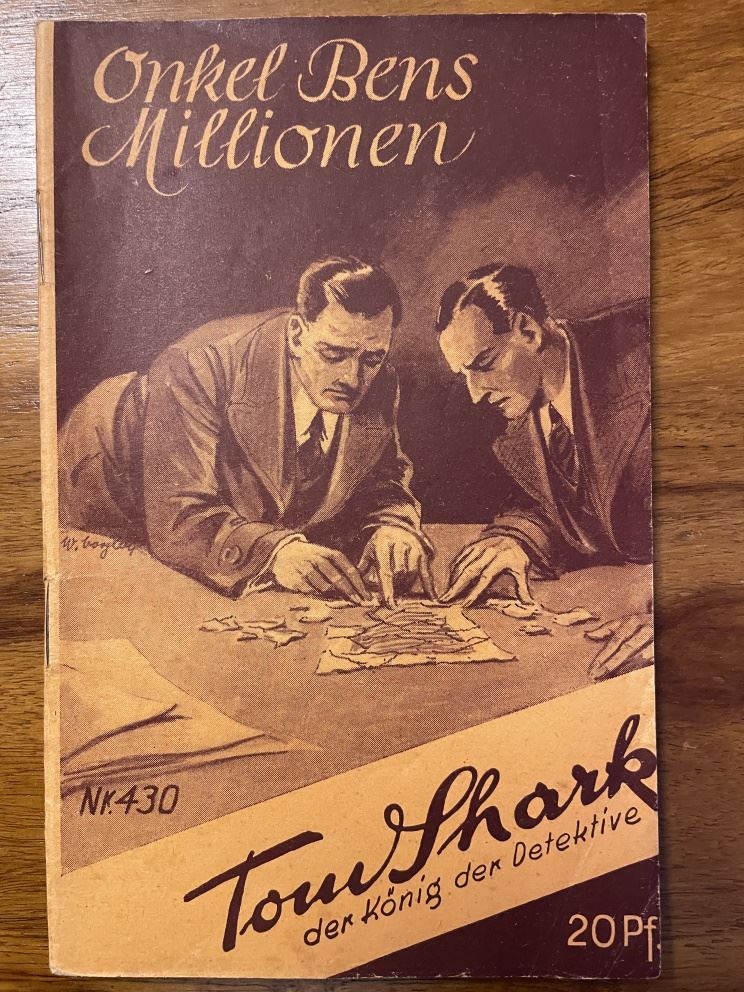 Onkel Bens
Millionen
Nr. 430
Tom Shark
der König der Detektive
20 Pf.